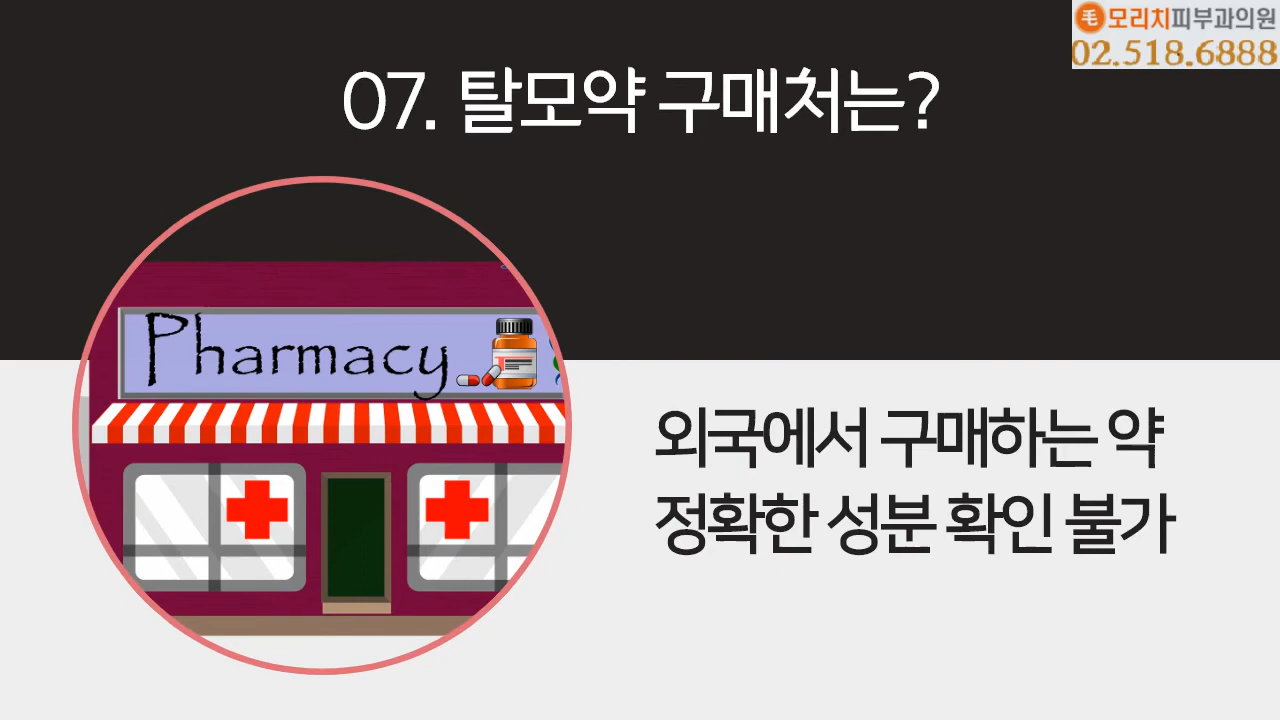 毛 모리치피부과의원
02.518.6888
07. 탈모약 구매처는?
Pharmacy
외국에서 구매하는 약
정확한 성분 확인 불가